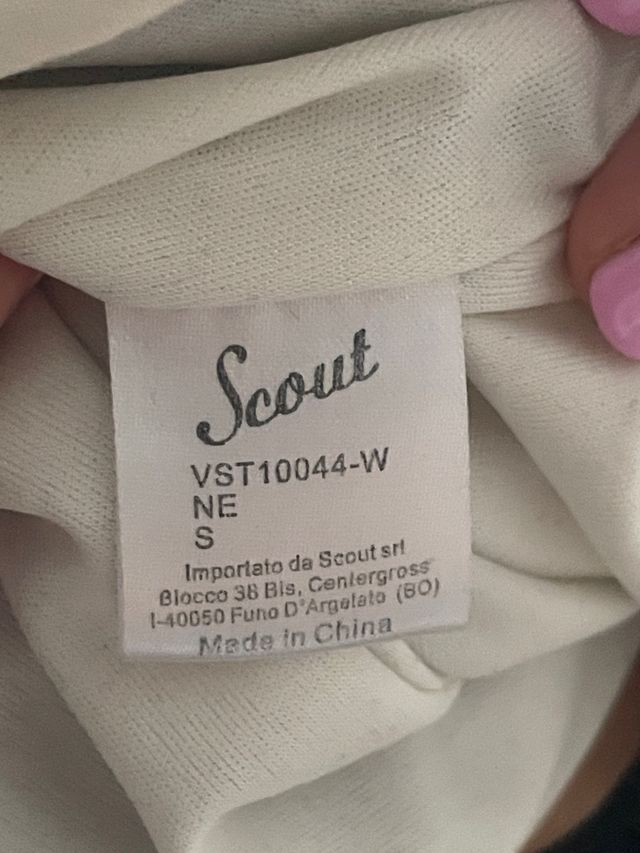 Scout
VST10044-W
NE
S
Importato da Scout srl
Blocco 38 Bis, Centergross
I-40050 Funo D'Argelato (BO)
Made in China